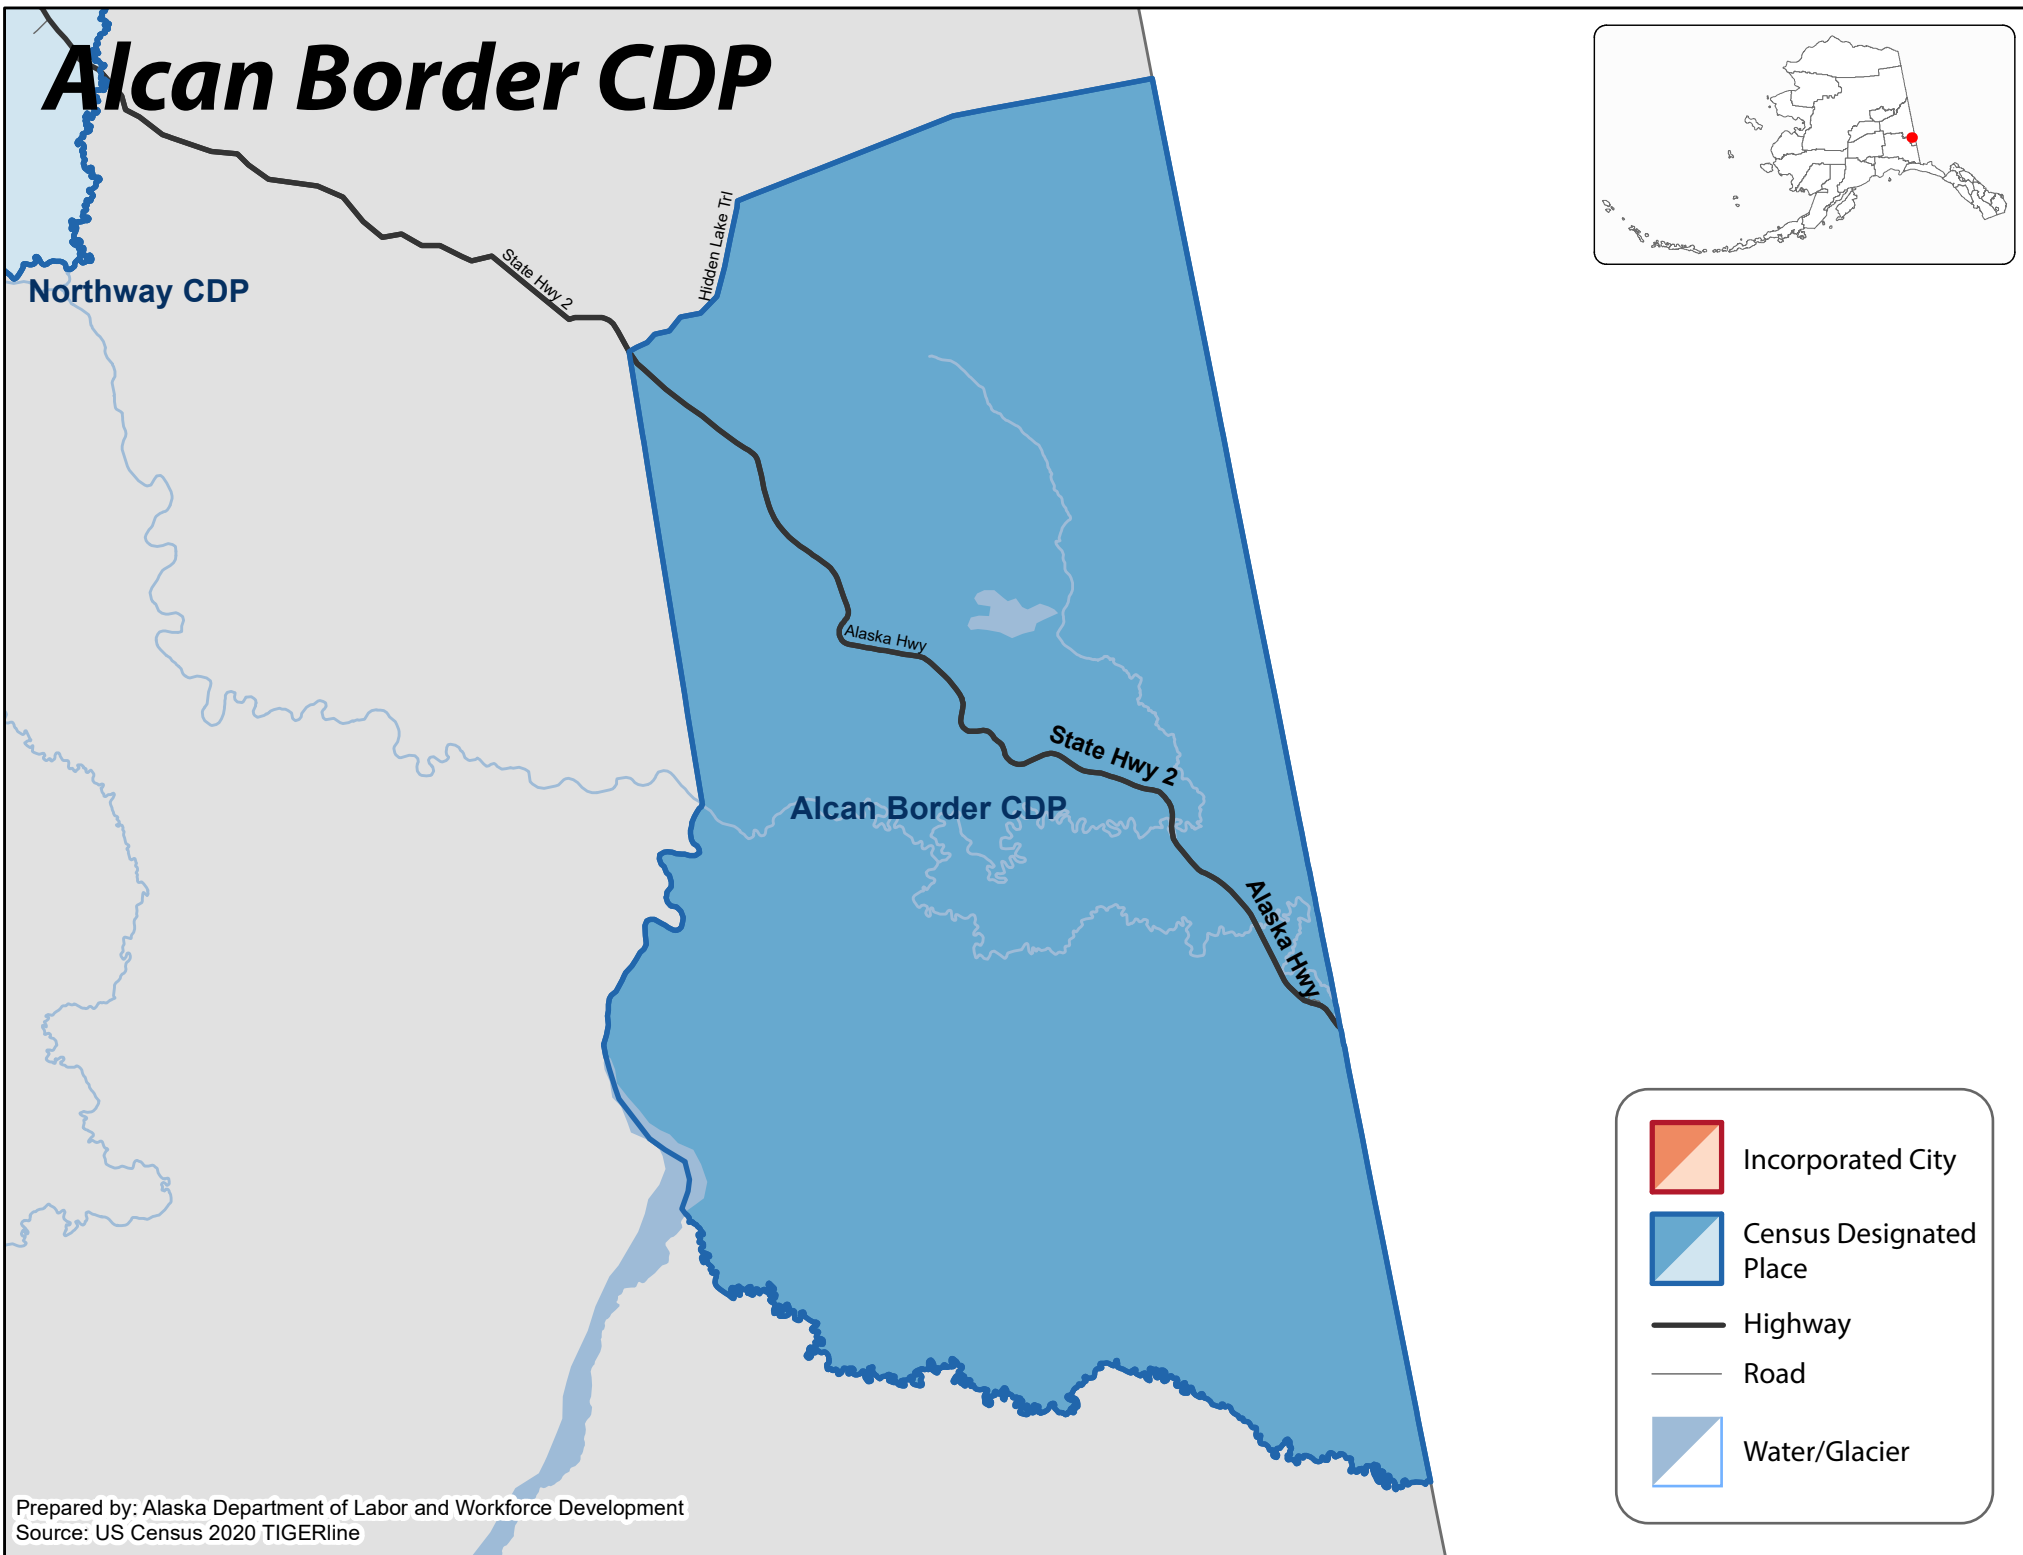 Alcan Border CDP
Hidden Lake Trl
State Hwy 2
Northway CDP
Alaska Hwy
State Hwy 2
Alcan Border CDP
Alaska Hwy
Incorporated City
Census Designated
Place
Highway
Road
Water/Glacier
Prepared by: Alaska Department of Labor and Workforce Development
Source: US Census 2020 TIGERline